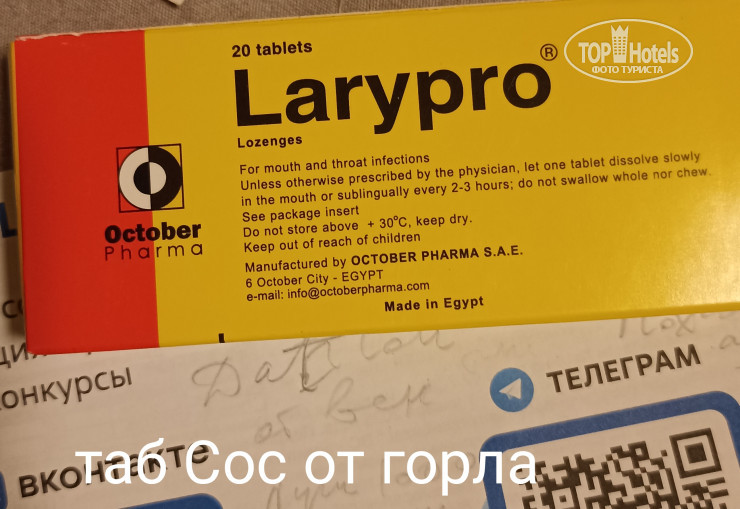 20 tablets
Larypro®
TOP Hotels
ФОТО ТУРИСТА
Lozenges
For mouth and throat infections
Unless otherwise prescribed by the physician, let one tablet dissolve slowly
in the mouth or sublingually every 2-3 hours; do not swallow whole nor chew.
See package insert
Do not store above + 30°C, keep dry.
Keep out of reach of children
Manufactured by OCTOBER PHARMA S.A.E.
6 October City - EGYPT
e-mail: info@octoberpharma.com
Made in Egypt
October
Pharma
онкурсы
от вен
ТЕЛЕГРАМ
ВКОНТАКТЕ
таб Сос от горла